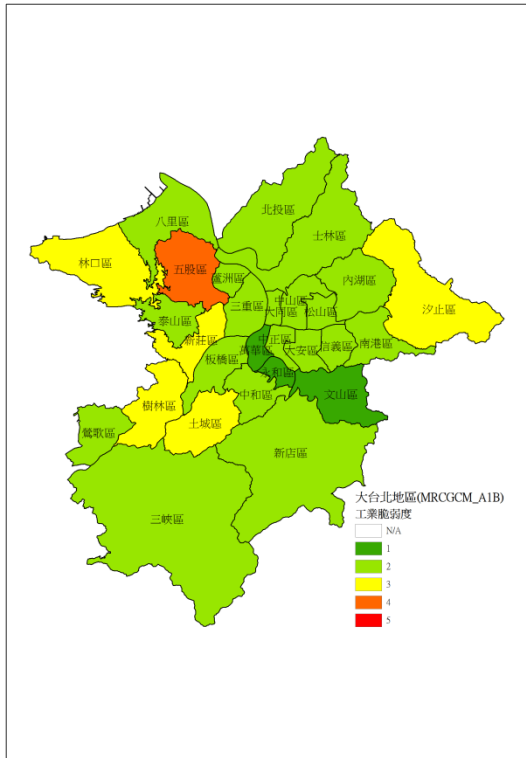 北投區
八里區
士林區
林口區
五股區
內湖區
蘆洲區
汐止區
三重區
中山區
大同區
松山區
泰山區
新莊區
中正區
萬華區
大安區
信義區
南港區
板橋區
永和區
文山區
樹林區
中和區
土城區
鶯歌區
新店區
三峽區
大台北地區(MRCGCM_A1B)
工業脆弱度
N/A
1
2
3
4
5